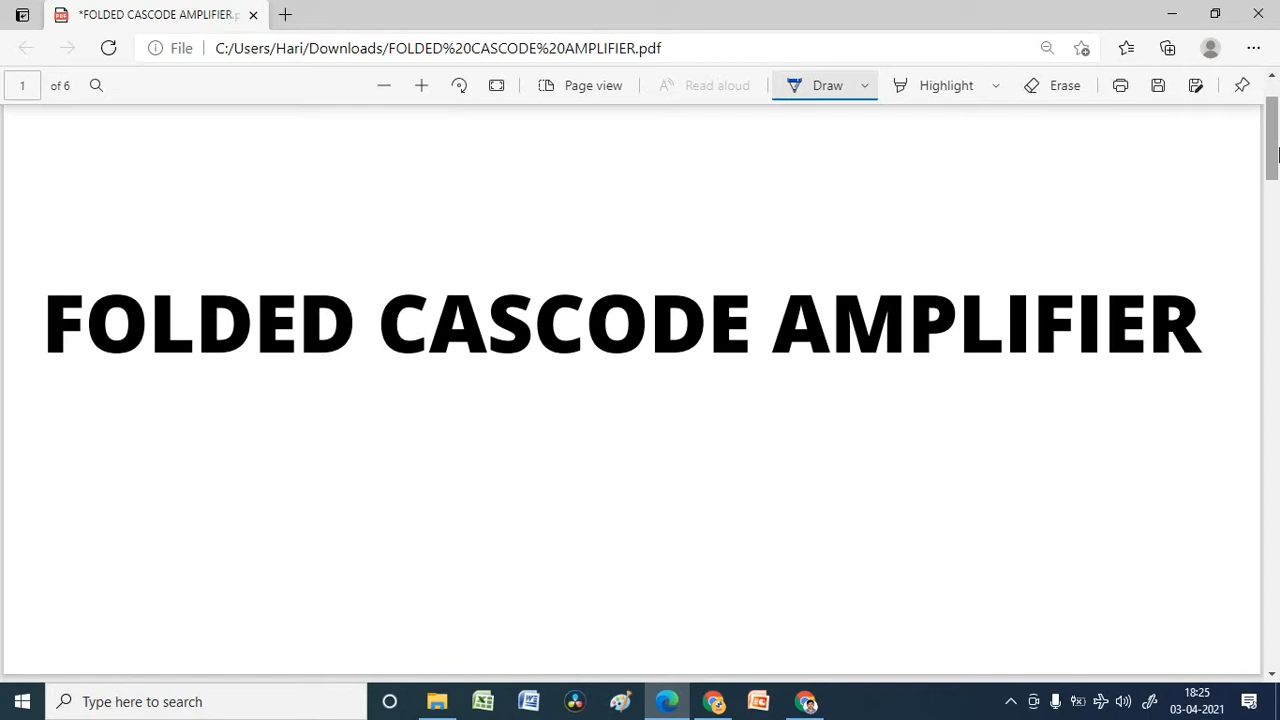 *FOLDED CASCODE AMPLIFIER.p
File
C:/Users/Hari/Downloads/FOLDED%20CASCODE%20AMPLIFIER.pdf
1 of 6
Page view
Read aloud
Draw
Highlight
Erase
FOLDED CASCODE AMPLIFIER
Type here to search
18:25
03-04-2021